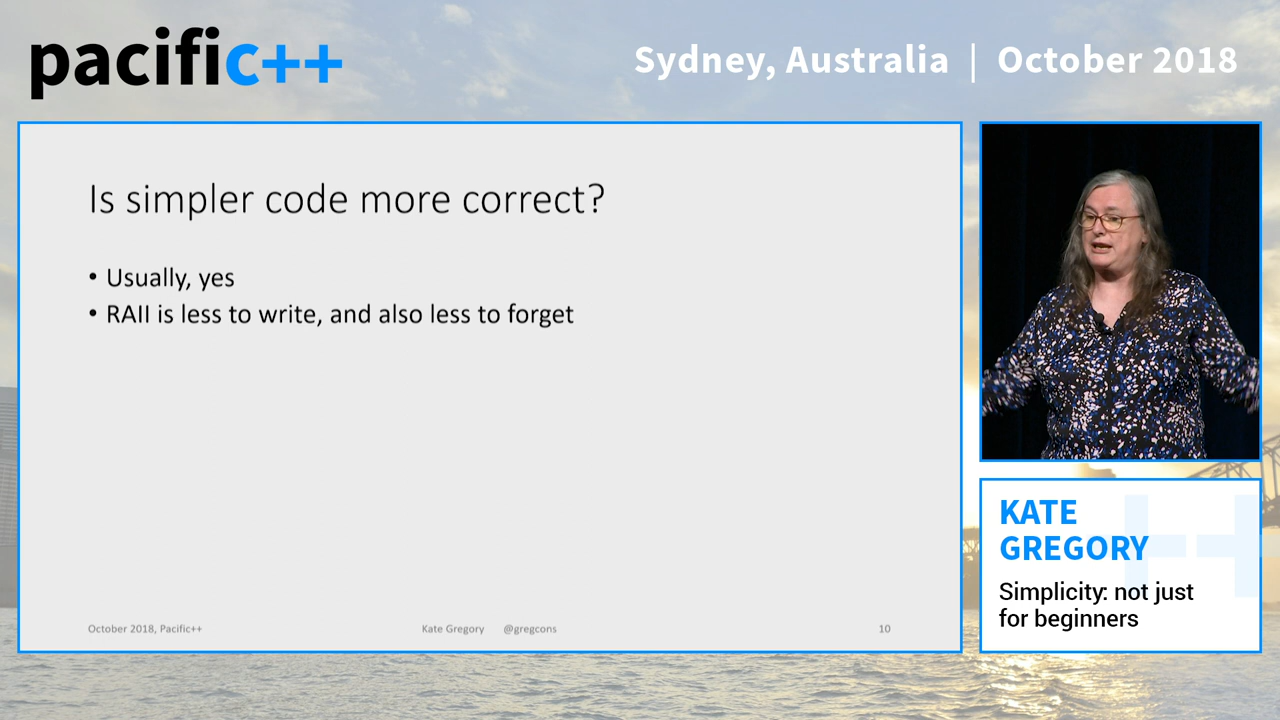 pacific++
Sydney, Australia | October 2018
Is simpler code more correct?
• Usually, yes
• RAII is less to write, and also less to forget
October 2018, Pacific++ Kate Gregory @gregcons 10
KATE
GREGORY
Simplicity: not just
for beginners